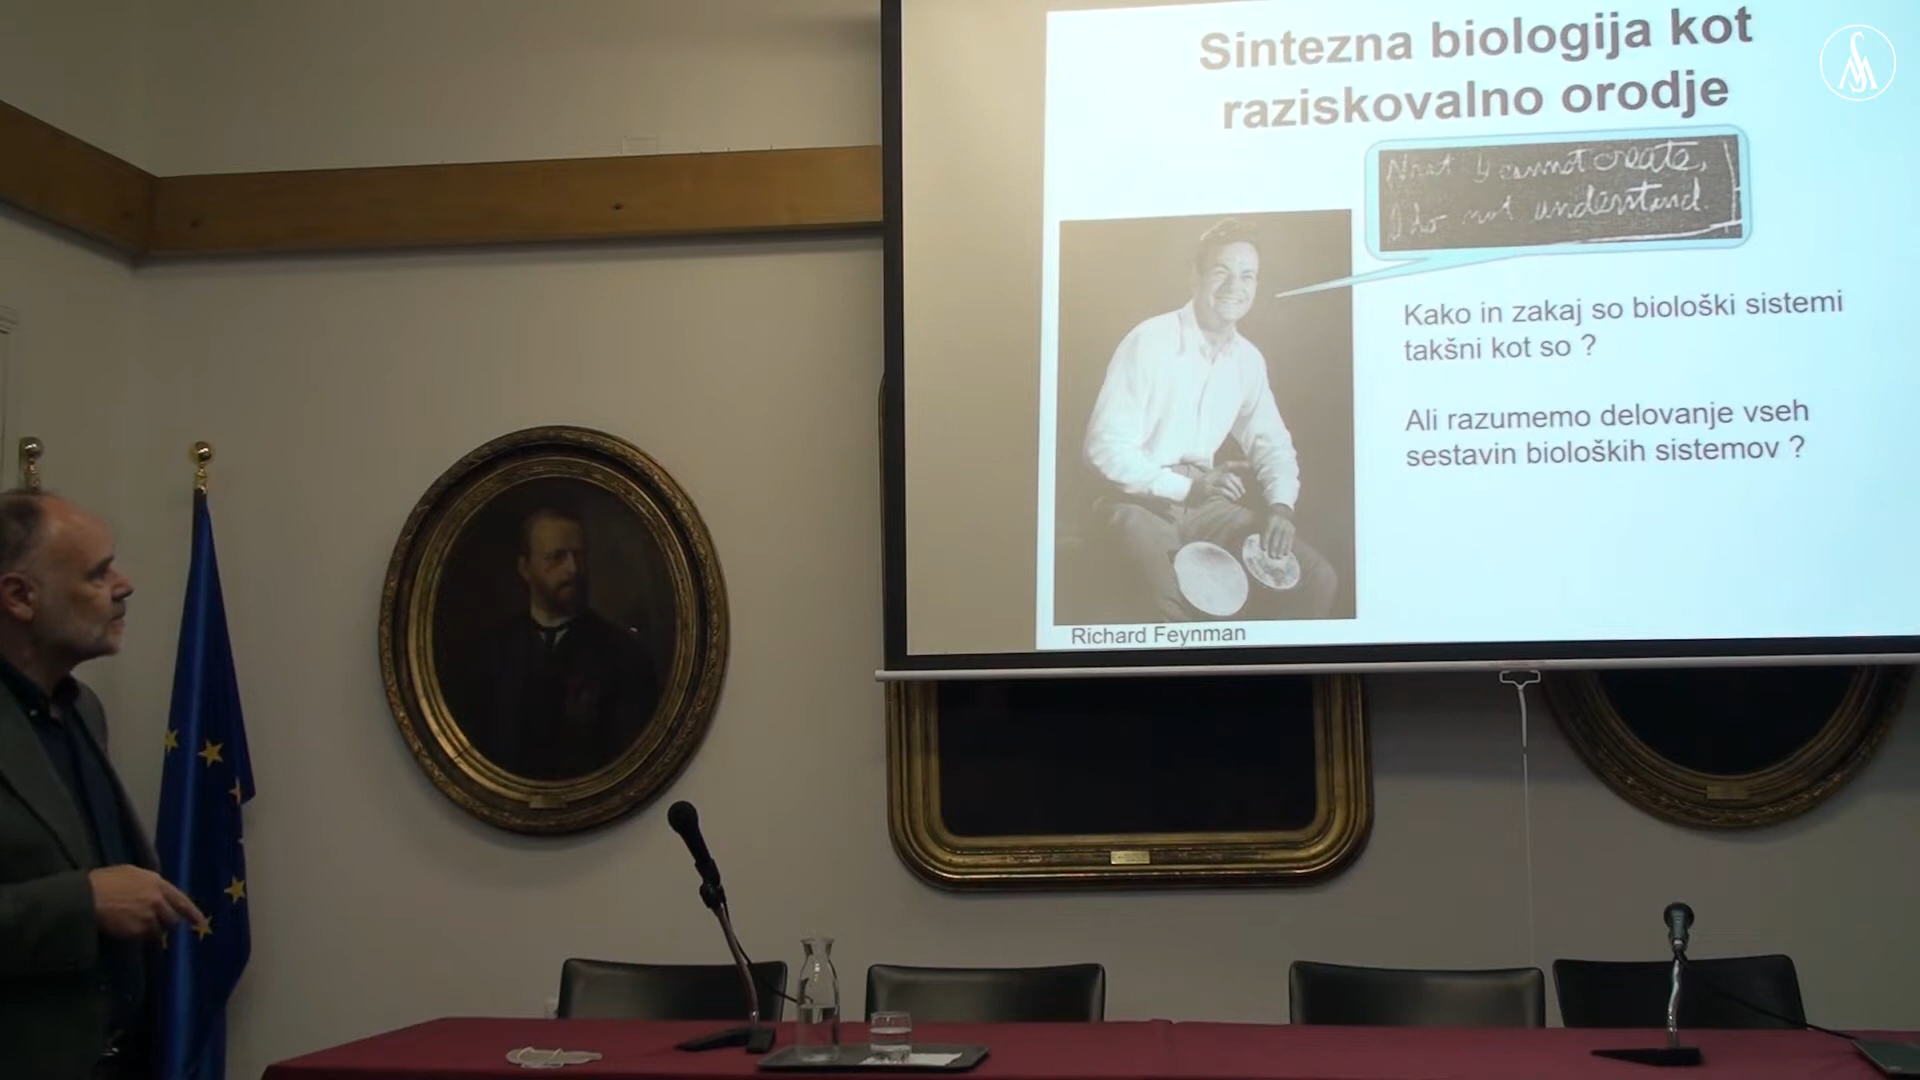 Sintezna biologija kot
raziskovalno orodje
What I cannot create,
I do not understand.
Kako in zakaj so biološki sistemi
takšni kot so ?
Ali razumemo delovanje vseh
sestavin bioloških sistemov ?
Richard Feynman